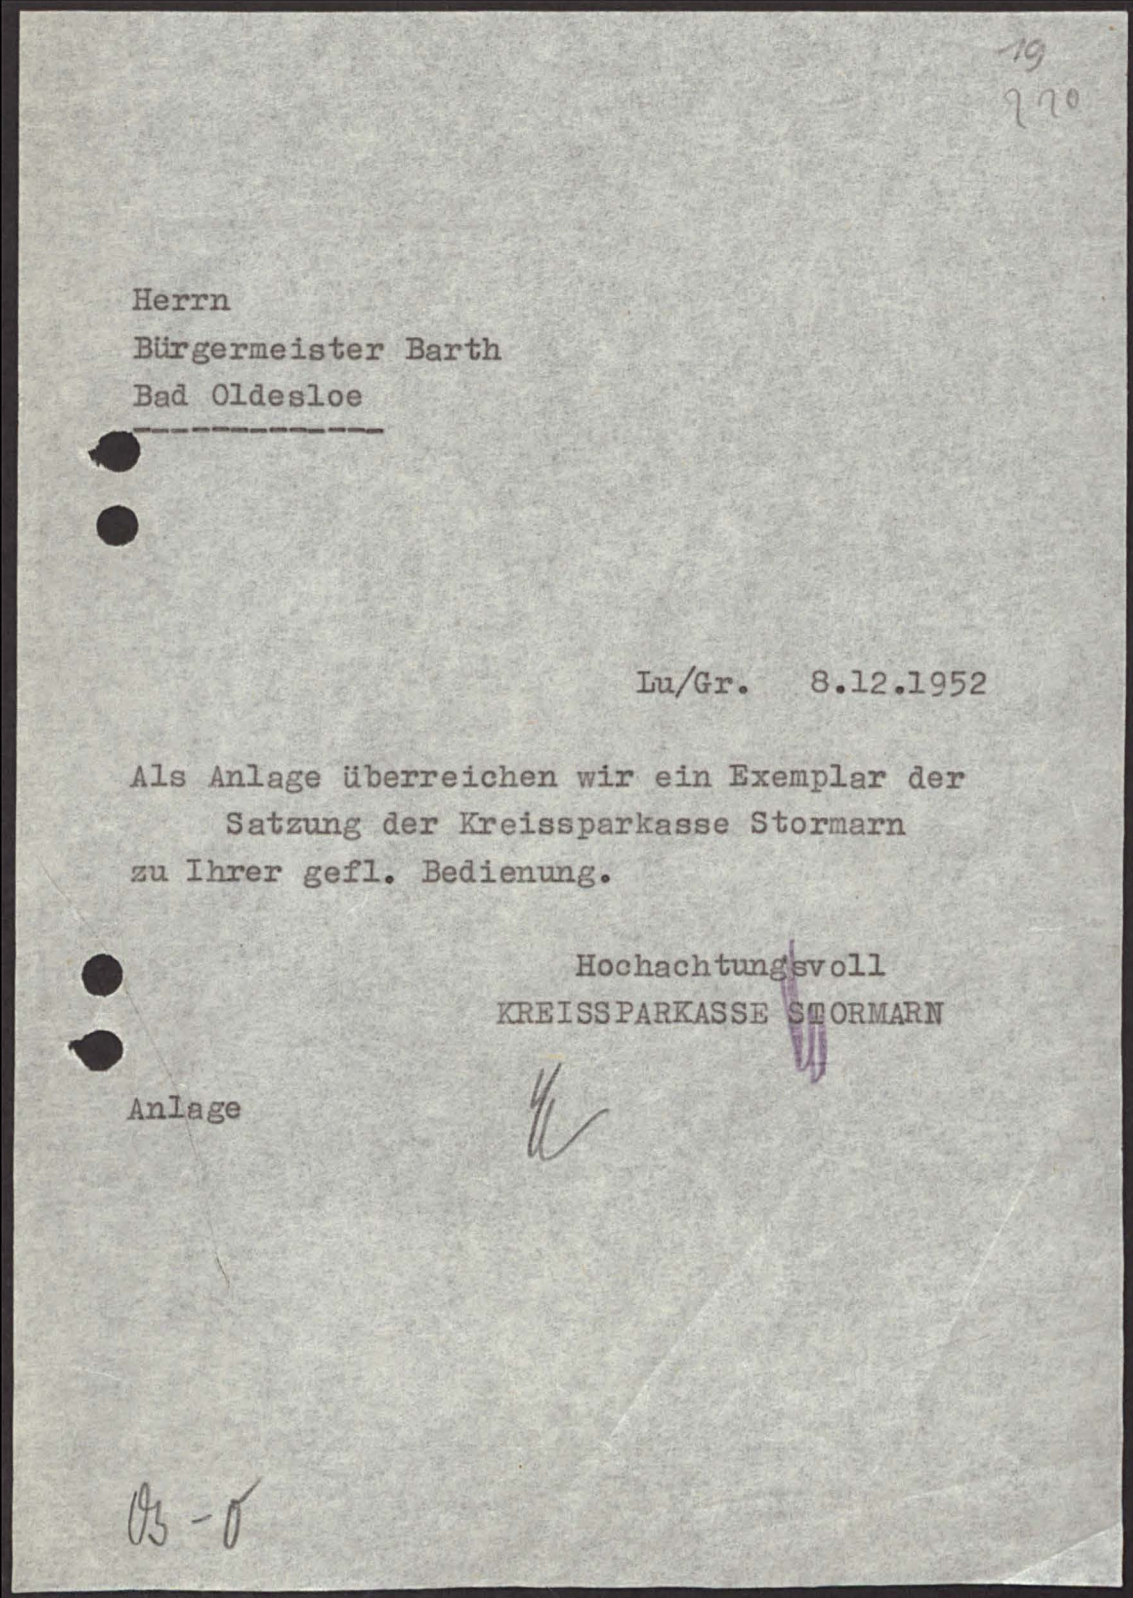 19
Herrn
Bürgermeister Barth
Bad Oldesloe
-------------
Lu/Gr. 8.12.1952
Als Anlage überreichen wir ein Exemplar der
Satzung der Kreissparkasse Stormarn
zu Ihrer gefl. Bedienung.
Hochachtungsvoll
KREISSPARKASSE STORMARN
Anlage